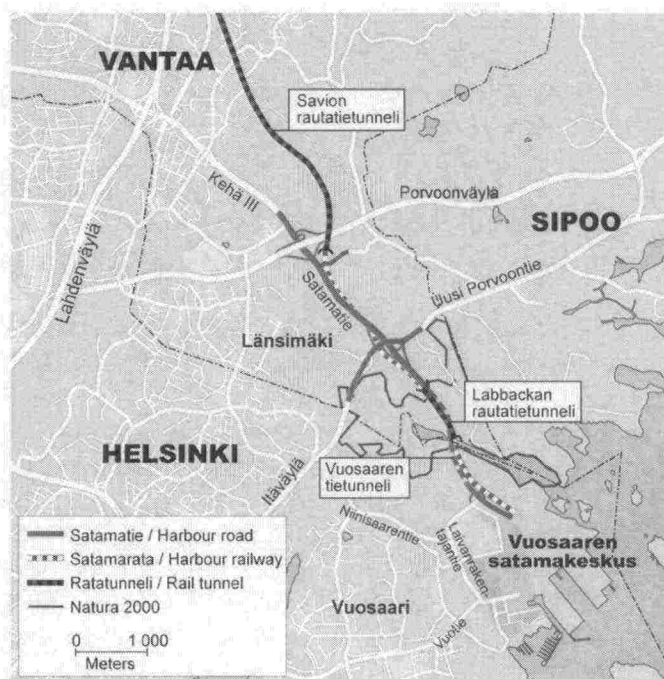 VANTAA
Savion
rautatietunneli
Kehä III
Porvoonväylä
SIPOO
Lahdenväylä
Satamatie
Uusi Porvoontie
Länsimäki
Labbackan
rautatietunneli
HELSINKI
Itäväylä
Vuosaaren
tietunneli
Satamatie / Harbour road
Satamarata / Harbour railway
Ratatunneli / Rail tunnel
Natura 2000
0 1 000
Meters
Niinisaarentie
Laivanraken-
tajantie
Vuosaaren
satamakeskus
Vuosaari
Vuotie